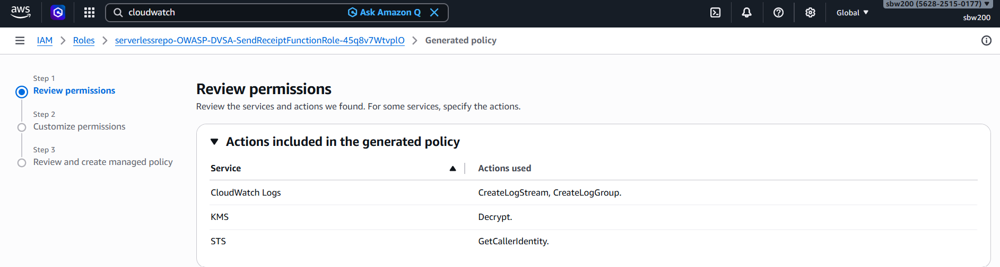 aws
cloudwatch
Ask Amazon Q
Global
sbw200 (5628-2515-0177)
sbw200
IAM > Roles > serverlessrepo-OWASP-DVSA-SendReceiptFunctionRole-45q8v7WtvplO > Generated policy
Step 1
Review permissions
Step 2
Customize permissions
Step 3
Review and create managed policy
Review permissions
Review the services and actions we found. For some services, specify the actions.
Actions included in the generated policy
Service Actions used
CloudWatch Logs CreateLogStream, CreateLogGroup.
KMS Decrypt.
STS GetCallerIdentity.